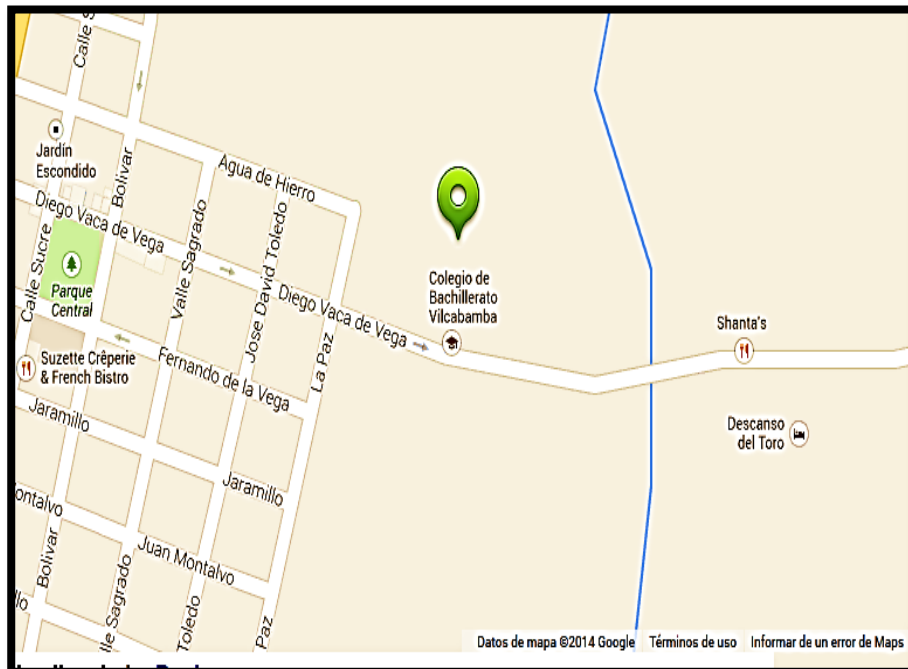 Calle S
Jardín
Escondido
Bolivar
Agua de Hierro
Diego Vaca de Vega
Calle Sucre
Valle Sagrado
Jose David Toledo
Parque
Central
Colegio de
Bachillerato
Vilcabamba
Diego Vaca de Vega
La Paz
Shanta's
Suzette Crêperie
& French Bistro
Fernando de la Vega
Jaramillo
Descanso
del Toro
Jaramillo
ontalvo
Juan Montalvo
Bolivar
lle Sagrado
Toledo
Paz
llo
Datos de mapa ©2014 Google Términos de uso Informar de un error de Maps